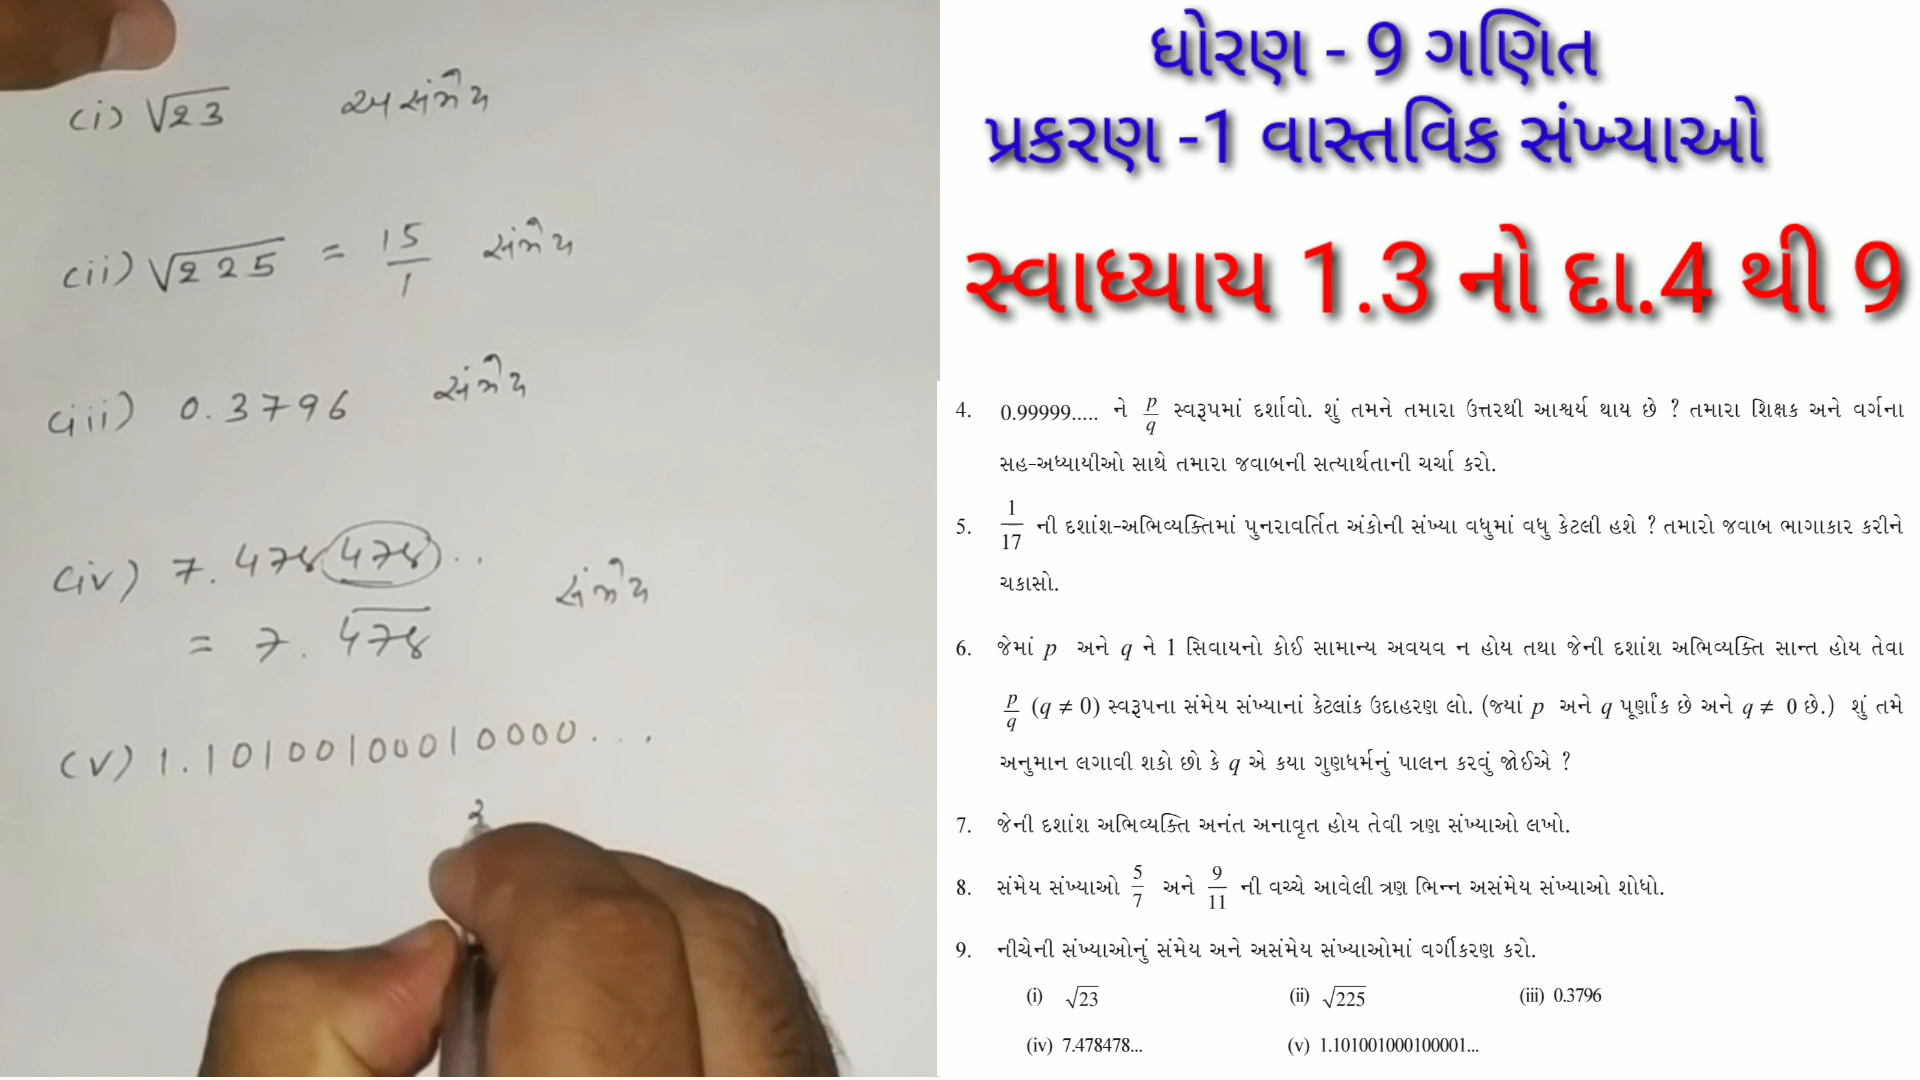 (i) √23 અસંમેય
(ii) √225 = 15/1 સંમેય
(iii) 0.3796 સંમેય
(iv) 7.478478..
= 7.4̅7̅8̅ સંમેય
(v) 1.10100100010000...
ધોરણ - 9 ગણિત
પ્રકરણ -1 વાસ્તવિક સંખ્યાઓ
સ્વાધ્યાય 1.3 નો દા.4 થી 9
4. 0.99999..... ને p/q સ્વરૂપમાં દર્શાવો. શું તમને તમારા ઉત્તરથી આશ્ચર્ય થાય છે ? તમારા શિક્ષક અને વર્ગના
સહ-અધ્યાયીઓ સાથે તમારા જવાબની સત્યાર્થતાની ચર્ચા કરો.
5. 1/17 ની દશાંશ-અભિવ્યક્તિમાં પુનરાવર્તિત અંકોની સંખ્યા વધુમાં વધુ કેટલી હશે ? તમારો જવાબ ભાગાકાર કરીને
ચકાસો.
6. જેમાં p અને q ને 1 સિવાયનો કોઈ સામાન્ય અવયવ ન હોય તથા જેની દશાંશ અભિવ્યક્તિ સાન્ત હોય તેવા
p/q (q ≠ 0) સ્વરૂપના સંમેય સંખ્યાનાં કેટલાંક ઉદાહરણ લો. (જ્યાં p અને q પૂર્ણાંક છે અને q ≠ 0 છે.) શું તમે
અનુમાન લગાવી શકો છો કે q એ કયા ગુણધર્મનું પાલન કરવું જોઈએ ?
7. જેની દશાંશ અભિવ્યક્તિ અનંત અનાવૃત હોય તેવી ત્રણ સંખ્યાઓ લખો.
8. સંમેય સંખ્યાઓ 5/7 અને 9/11 ની વચ્ચે આવેલી ત્રણ ભિન્ન અસંમેય સંખ્યાઓ શોધો.
9. નીચેની સંખ્યાઓનું સંમેય અને અસંમેય સંખ્યાઓમાં વર્ગીકરણ કરો.
(i) √23 (ii) √225 (iii) 0.3796
(iv) 7.478478... (v) 1.101001000100001...